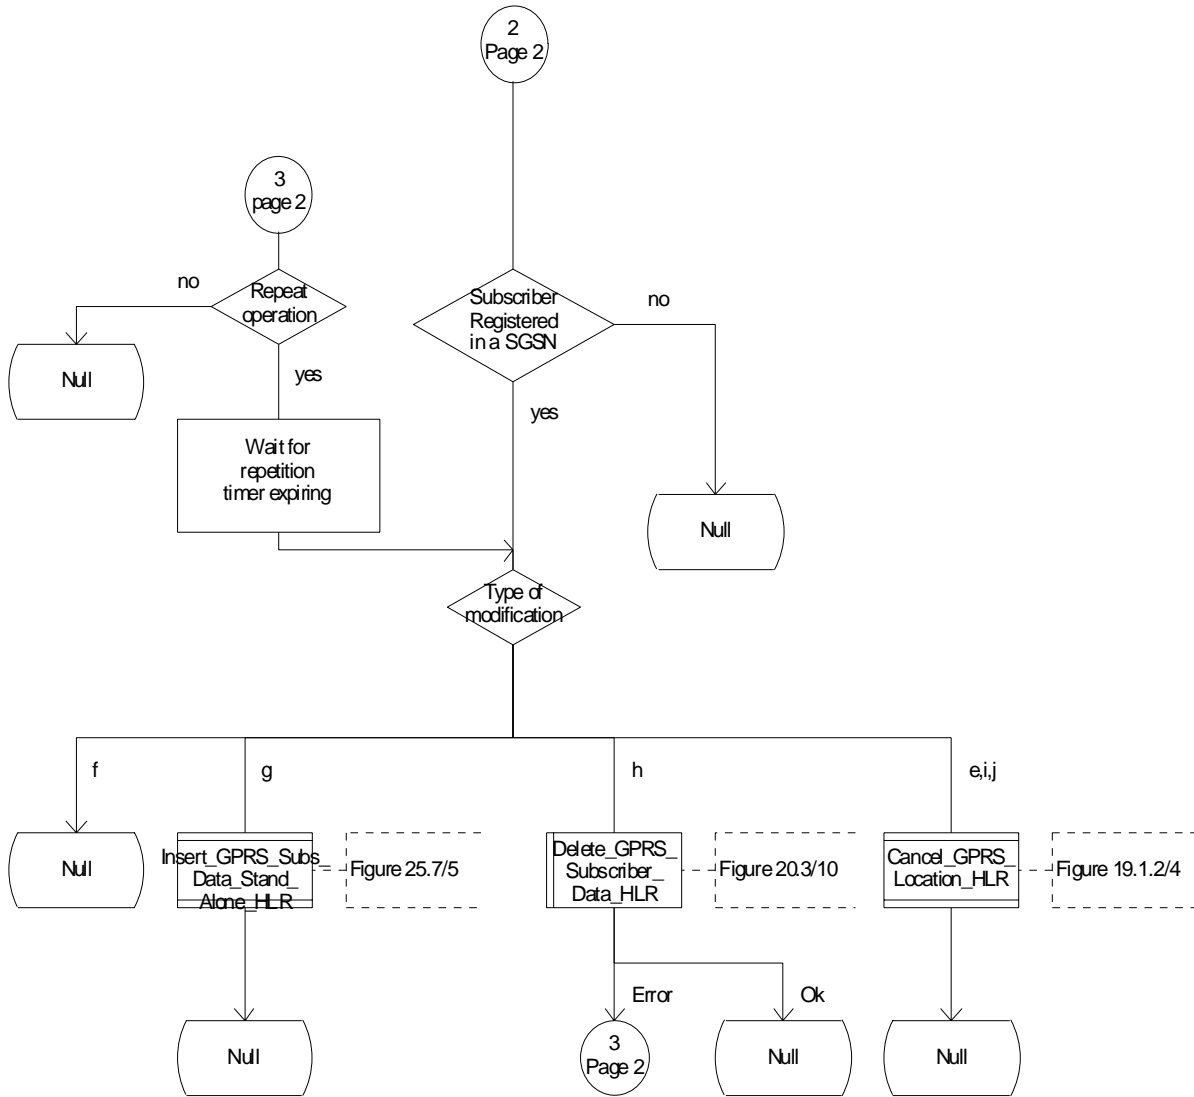 2
Page 2
3
page 2
no
Repeat
operation
Subscriber
Registered
in a SGSN
no
Null
yes
yes
Wait for
repetition
timer expiring
Null
Type of
modification
f
g
h
e,i,j
Null
Insert_GPRS_Subs_
Data_Stand_
Alone_HLR
Figure 25.7/5
Delete_GPRS_
Subscriber_
Data_HLR
Figure 20.3/10
Cancel_GPRS_
Location_HLR
Figure 19.1.2/4
Error
Ok
Null
3
Page 2
Null
Null